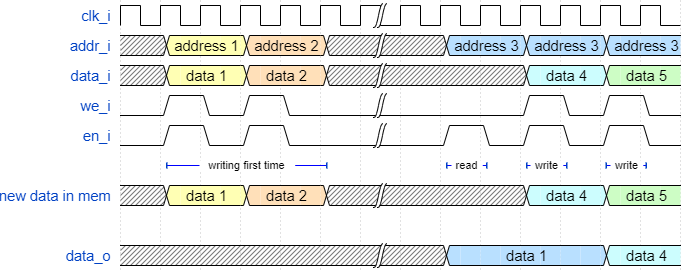 clk_i
addr_i address 1 address 2 address 3 address 3 address 3
data_i data 1 data 2 data 4 data 5
we_i
en_i
writing first time read write write
new data in mem data 1 data 2 data 4 data 5
data_o data 1 data 4